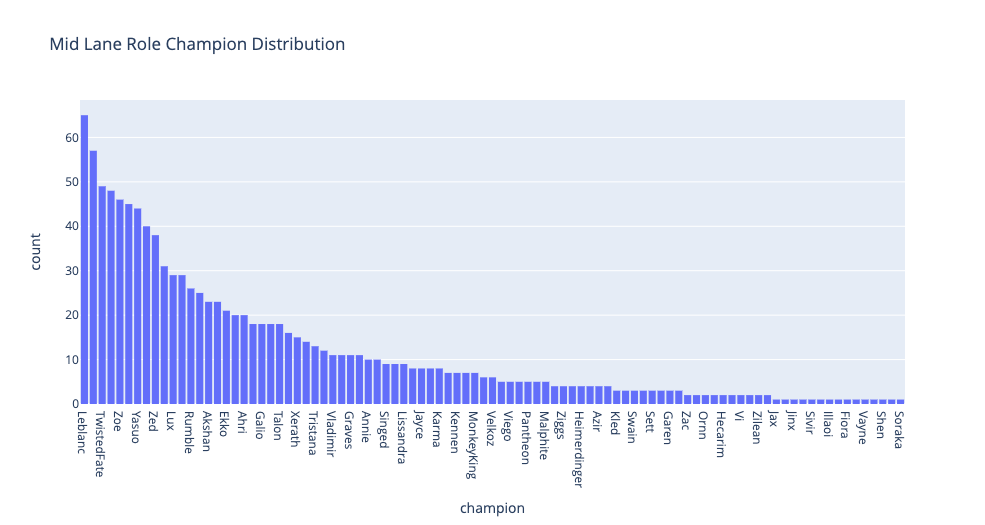 Mid Lane Role Champion Distribution
60
50
40
30
20
10
0
count
Leblanc
TwistedFate
Zoe
Yasuo
Zed
Lux
Rumble
Akshan
Ekko
Ahri
Galio
Talon
Xerath
Tristana
Vladimir
Graves
Annie
Singed
Lissandra
Jayce
Karma
Kennen
MonkeyKing
Velkoz
Viego
Pantheon
Malphite
Ziggs
Heimerdinger
Azir
Kled
Swain
Sett
Garen
Zac
Ornn
Hecarim
Vi
Zilean
Jax
Jinx
Sivir
Illaoi
Fiora
Vayne
Shen
Soraka
champion